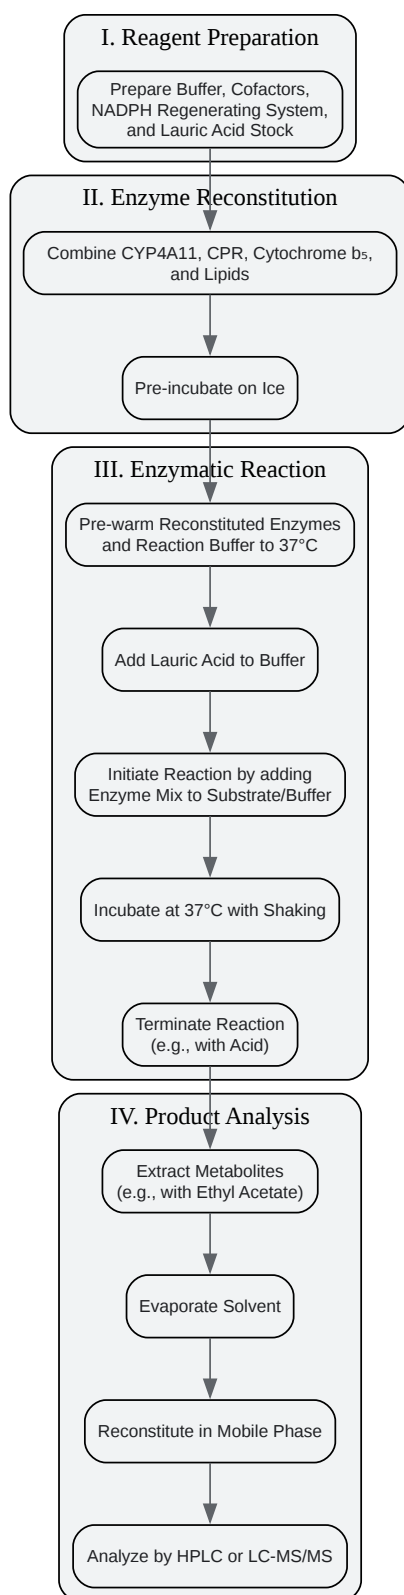 I. Reagent Preparation
Prepare Buffer, Cofactors,
NADPH Regenerating System,
and Lauric Acid Stock
II. Enzyme Reconstitution
Combine CYP4A11, CPR, Cytochrome b₅,
and Lipids
Pre-incubate on Ice
III. Enzymatic Reaction
Pre-warm Reconstituted Enzymes
and Reaction Buffer to 37°C
Add Lauric Acid to Buffer
Initiate Reaction by adding
Enzyme Mix to Substrate/Buffer
Incubate at 37°C with Shaking
Terminate Reaction
(e.g., with Acid)
IV. Product Analysis
Extract Metabolites
(e.g., with Ethyl Acetate)
Evaporate Solvent
Reconstitute in Mobile Phase
Analyze by HPLC or LC-MS/MS